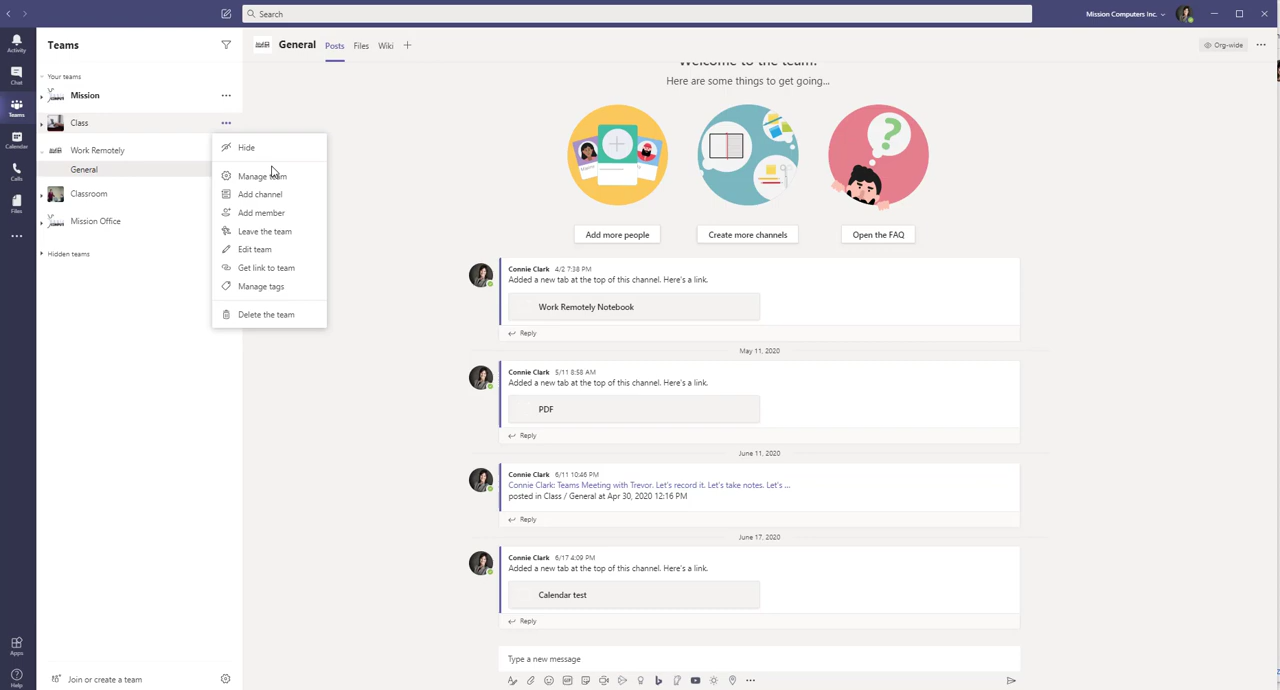 Search
Mission Computers Inc.
Activity
Chat
Teams
Calendar
Calls
Files
Apps
Help
Teams
Your teams
Mission
Class
Work Remotely
General
Classroom
Mission Office
Hidden teams
Join or create a team
Hide
Manage team
Add channel
Add member
Leave the team
Edit team
Get link to team
Manage tags
Delete the team
General Posts Files Wiki
Org-wide
Welcome to the team!
Here are some things to get going...
Add more people Create more channels Open the FAQ
Connie Clark 4/2 7:38 PM
Added a new tab at the top of this channel. Here's a link.
Work Remotely Notebook
Reply
May 11, 2020
Connie Clark 5/11 8:58 AM
Added a new tab at the top of this channel. Here's a link.
PDF
Reply
June 11, 2020
Connie Clark 6/11 10:46 PM
Connie Clark: Teams Meeting with Trevor. Let's record it. Let's take notes. Let's ...
posted in Class / General at Apr 30, 2020 12:16 PM
Reply
June 17, 2020
Connie Clark 6/17 4:09 PM
Added a new tab at the top of this channel. Here's a link.
Calendar test
Reply
Type a new message
GIF